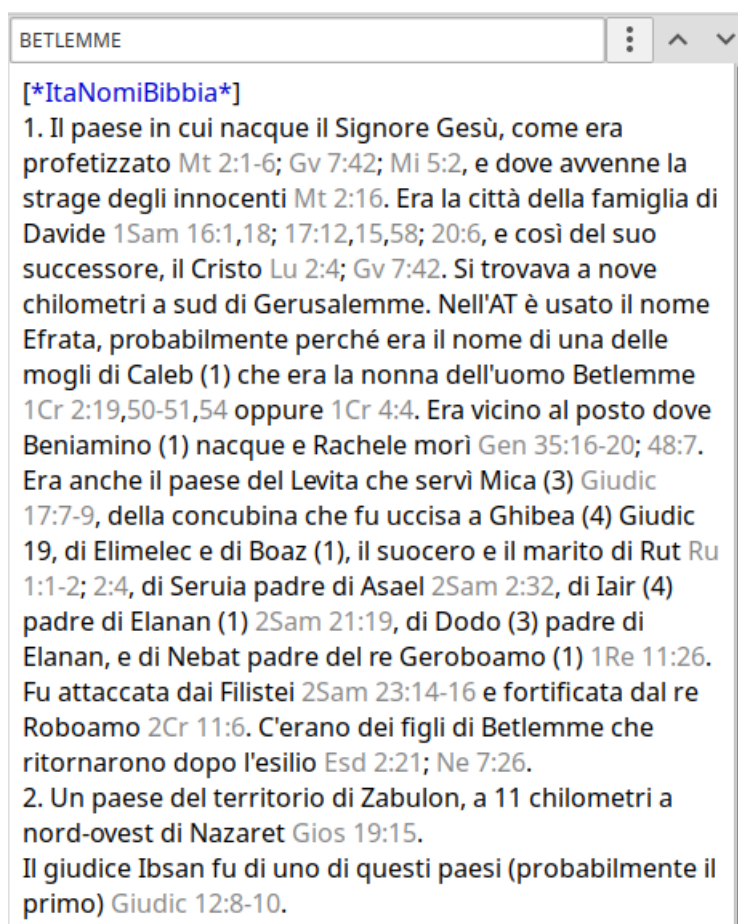 BETLEMME
[*ItaNomiBibbia*]
1. Il paese in cui nacque il Signore Gesù, come era
profetizzato Mt 2:1-6; Gv 7:42; Mi 5:2, e dove avvenne la
strage degli innocenti Mt 2:16. Era la città della famiglia di
Davide 1Sam 16:1,18; 17:12,15,58; 20:6, e così del suo
successore, il Cristo Lu 2:4; Gv 7:42. Si trovava a nove
chilometri a sud di Gerusalemme. Nell'AT è usato il nome
Efrata, probabilmente perché era il nome di una delle
mogli di Caleb (1) che era la nonna dell'uomo Betlemme
1Cr 2:19,50-51,54 oppure 1Cr 4:4. Era vicino al posto dove
Beniamino (1) nacque e Rachele morì Gen 35:16-20; 48:7.
Era anche il paese del Levita che servì Mica (3) Giudic
17:7-9, della concubina che fu uccisa a Ghibea (4) Giudic
19, di Elimelec e di Boaz (1), il suocero e il marito di Rut Ru
1:1-2; 2:4, di Seruia padre di Asael 2Sam 2:32, di Iair (4)
padre di Elanan (1) 2Sam 21:19, di Dodo (3) padre di
Elanan, e di Nebat padre del re Geroboamo (1) 1Re 11:26.
Fu attaccata dai Filistei 2Sam 23:14-16 e fortificata dal re
Roboamo 2Cr 11:6. C'erano dei figli di Betlemme che
ritornarono dopo l'esilio Esd 2:21; Ne 7:26.
2. Un paese del territorio di Zabulon, a 11 chilometri a
nord-ovest di Nazaret Gios 19:15.
Il giudice Ibsan fu di uno di questi paesi (probabilmente il
primo) Giudic 12:8-10.